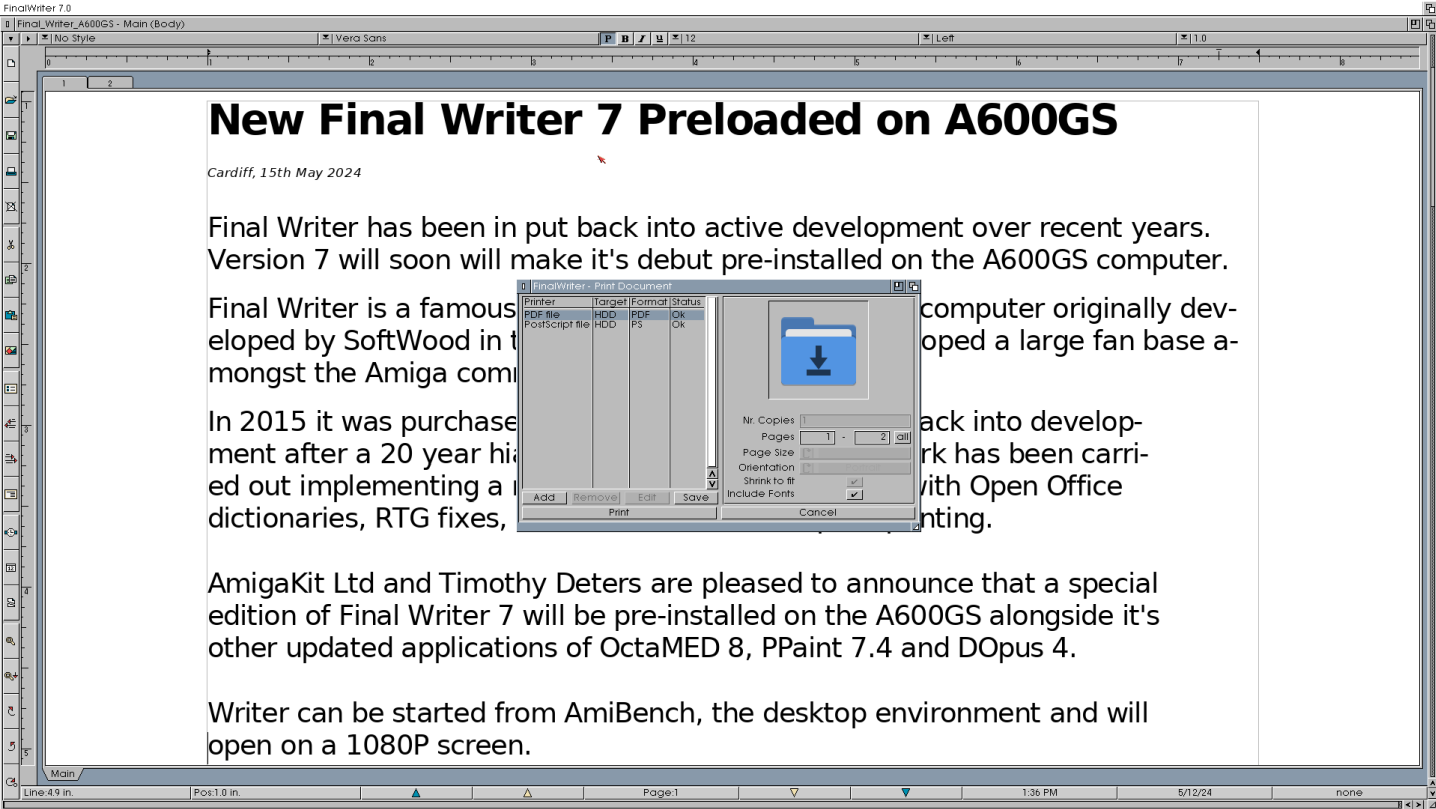 FinalWriter 7.0
Final_Writer_A600GS - Main (Body)
No Style Vera Sans P B I U 12 Left 1.0
0 1 2 3 4 5 6 7 8
1 2
New Final Writer 7 Preloaded on A600GS
Cardiff, 15th May 2024
Final Writer has been in put back into active development over recent years.
Version 7 will soon will make it's debut pre-installed on the A600GS computer.
Final Writer is a famous computer originally dev-
eloped by SoftWood in oped a large fan base a-
mongst the Amiga
In 2015 it was purchase ack into develop-
ment after a 20 year rk has been carri-
ed out implementing a with Open Office
dictionaries, RTG fixes, nting.
AmigaKit Ltd and Timothy Deters are pleased to announce that a special
edition of Final Writer 7 will be pre-installed on the A600GS alongside it's
other updated applications of OctaMED 8, PPaint 7.4 and DOpus 4.
Writer can be started from AmiBench, the desktop environment and will
open on a 1080P screen.
FinalWriter - Print Document
Printer Target Format Status
PDF file HDD PDF Ok
PostScript file HDD PS Ok
Nr. Copies 1
Pages 1 - 2 all
Page Size
Orientation
Shrink to fit
Include Fonts
Add Remove Edit Save
Print Cancel
Main
Line:4.9 in. Pos:1.0 in. Page:1 1:36 PM 5/12/24 none